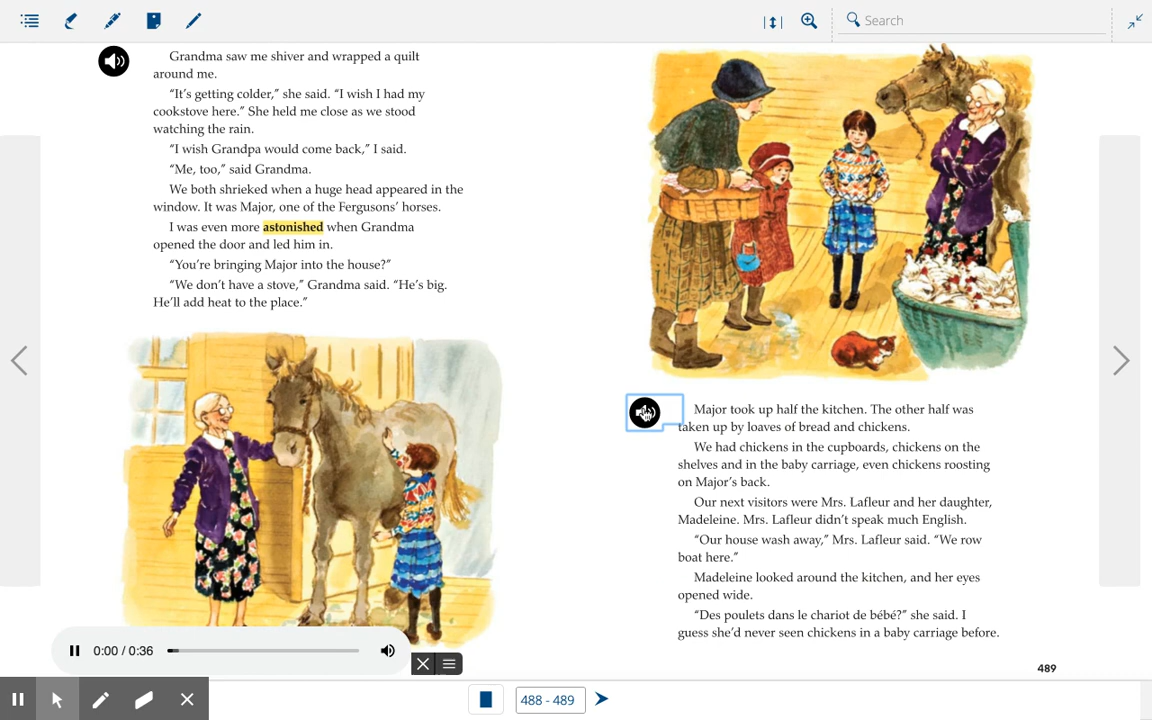 Search
Grandma saw me shiver and wrapped a quilt
around me.
“It’s getting colder,” she said. “I wish I had my
cookstove here.” She held me close as we stood
watching the rain.
“I wish Grandpa would come back,” I said.
“Me, too,” said Grandma.
We both shrieked when a huge head appeared in the
window. It was Major, one of the Fergusons’ horses.
I was even more astonished when Grandma
opened the door and led him in.
“You’re bringing Major into the house?”
“We don’t have a stove,” Grandma said. “He’s big.
He’ll add heat to the place.”
Major took up half the kitchen. The other half was
taken up by loaves of bread and chickens.
We had chickens in the cupboards, chickens on the
shelves and in the baby carriage, even chickens roosting
on Major’s back.
Our next visitors were Mrs. Lafleur and her daughter,
Madeleine. Mrs. Lafleur didn’t speak much English.
“Our house wash away,” Mrs. Lafleur said. “We row
boat here.”
Madeleine looked around the kitchen, and her eyes
opened wide.
“Des poulets dans le chariot de bébé?” she said. I
guess she’d never seen chickens in a baby carriage before.
489
0:00 / 0:36
488 - 489